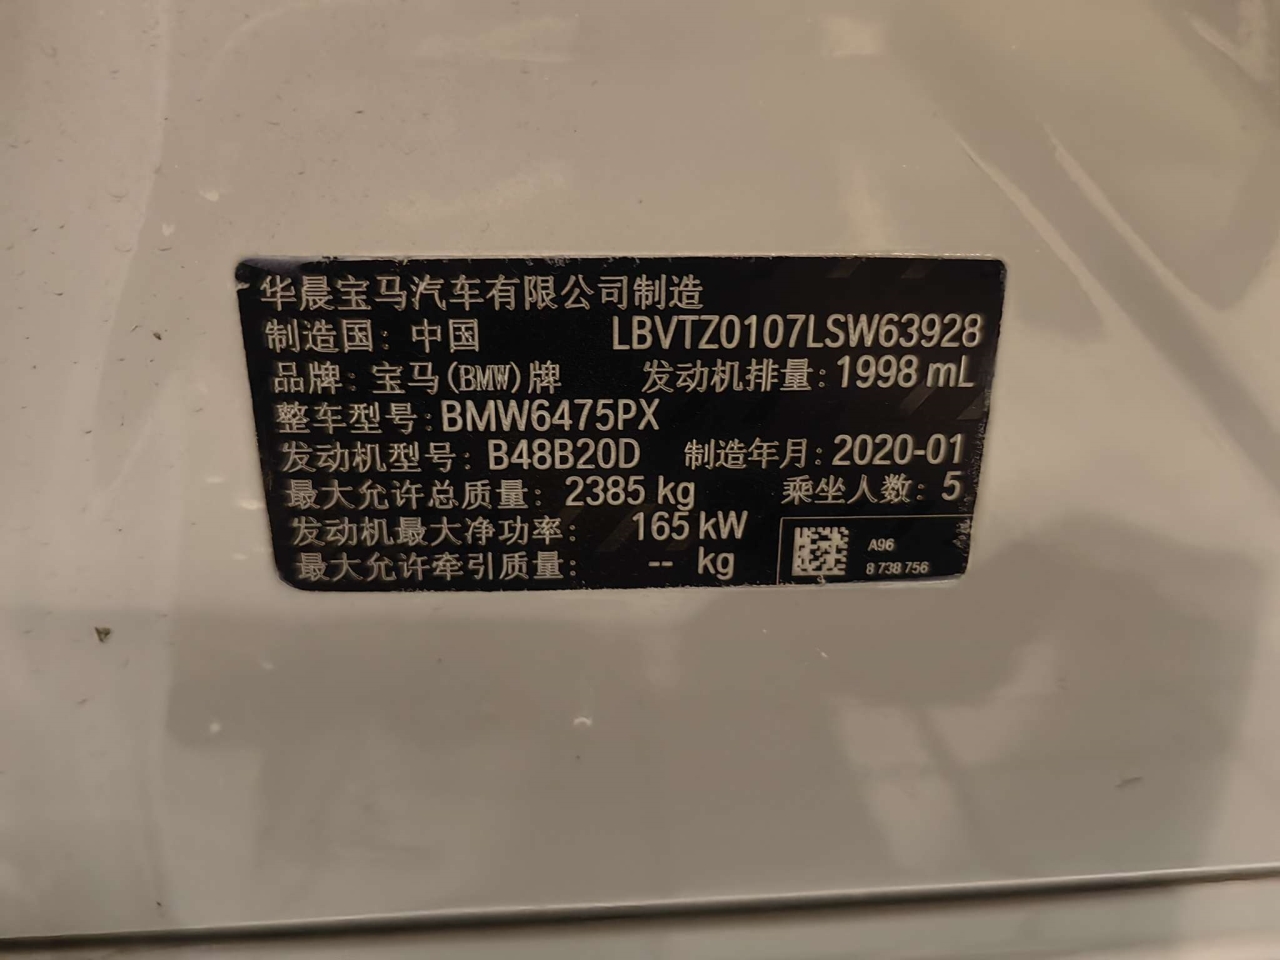 华晨宝马汽车有限公司制造
制造国：中国 LBVTZ0107LSW63928
品牌：宝马(BMW)牌 发动机排量：1998 mL
整车型号：BMW6475PX
发动机型号：B48B20D 制造年月：2020-01
最大允许总质量：2385 kg 乘坐人数：5
发动机最大净功率：165 kW
最大允许牵引质量：-- kg
A96
8 738 756